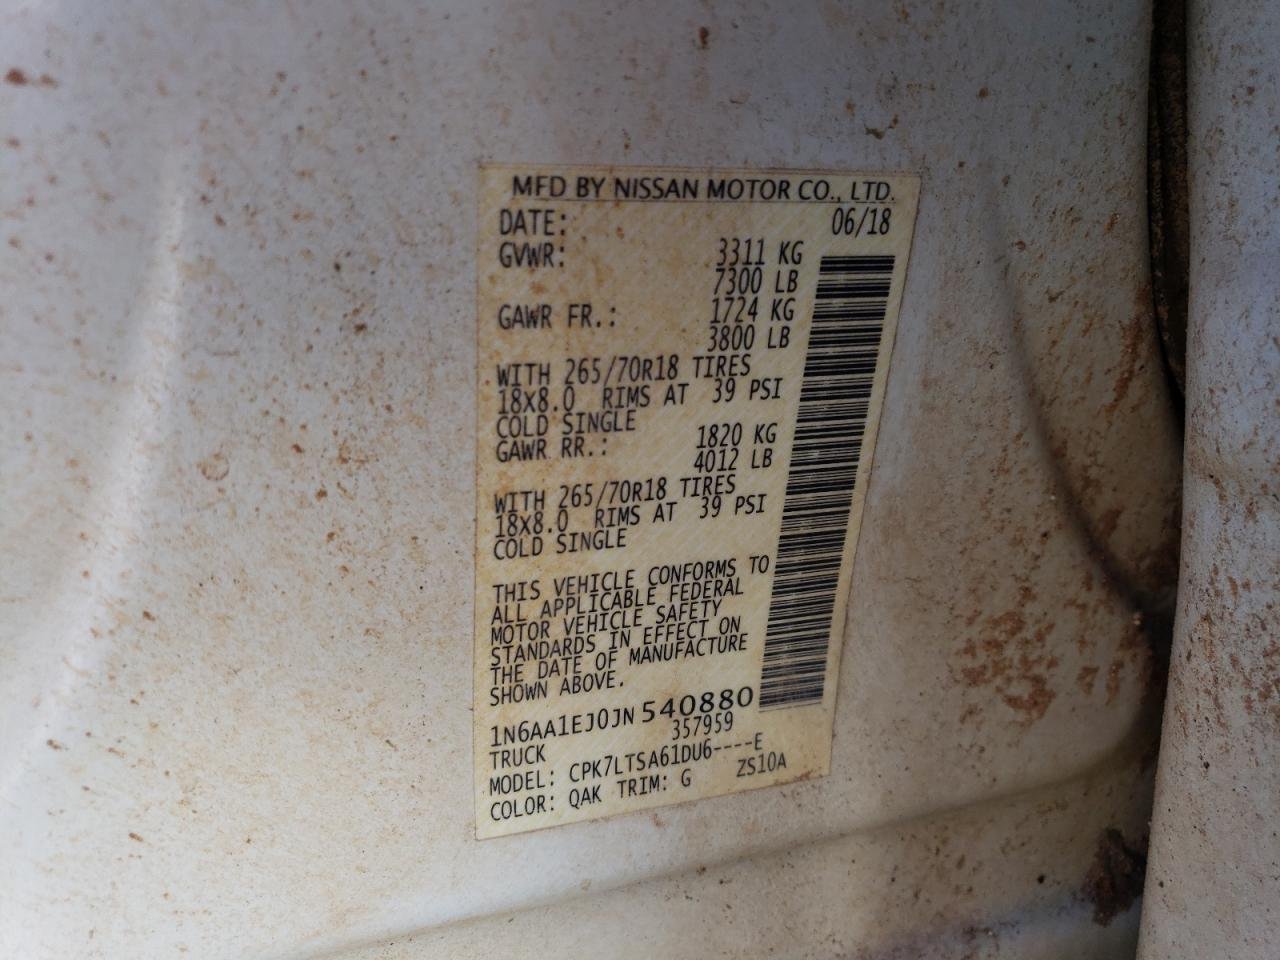 MFD BY NISSAN MOTOR CO., LTD.
DATE: 06/18
GVWR: 3311 KG
7300 LB
GAWR FR.: 1724 KG
3800 LB
WITH 265/70R18 TIRES
18X8.0 RIMS AT 39 PSI
COLD SINGLE
GAWR RR.: 1820 KG
4012 LB
WITH 265/70R18 TIRES
18X8.0 RIMS AT 39 PSI
COLD SINGLE
THIS VEHICLE CONFORMS TO
ALL APPLICABLE FEDERAL
MOTOR VEHICLE SAFETY
STANDARDS IN EFFECT ON
THE DATE OF MANUFACTURE
SHOWN ABOVE.
1N6AA1EJ0JN540880
TRUCK 357959
MODEL: CPK7LTSA61DU6----E
COLOR: QAK TRIM: G ZS10A